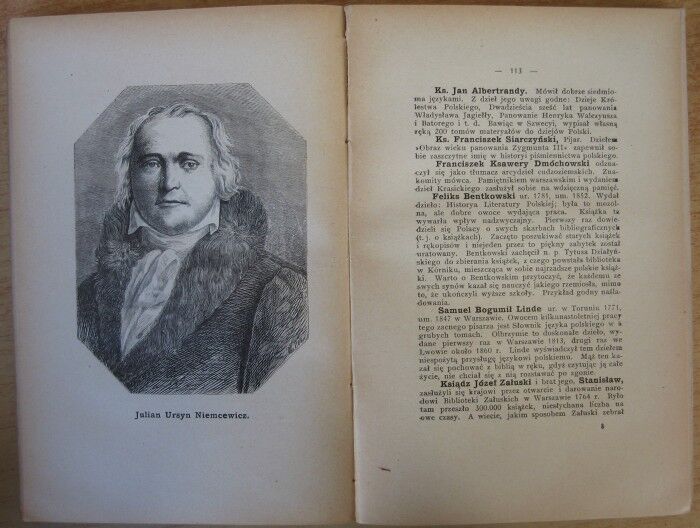 Julian Ursyn Niemcewicz.
— 113 —
Ks. Jan Albertrandy. Mówił dobrze siedmio-
ma językami. Z dzieł jego uwagi godne: Dzieje Kró-
lestwa Polskiego, Dwadzieścia sześć lat panowania
Władysława Jagiełły, Panowanie Henryka Walezyusza
i Batorego i t. d. Bawiąc w Szwecyi, wypisał własną
ręką 200 tomów materyałów do dziejów Polski.
Ks. Franciszek Siarczyński, Pijar. Dziełem
»Obraz wieku panowania Zygmunta III« zapewnił so-
bie zaszczytne imię w historyi piśmiennictwa polskiego.
Franciszek Ksawery Dmóchowski odzna-
czył się jako tłumacz arcydzieł cudzoziemskich. Zna-
komity mówca. Pamiętnikiem warszawskim i wydaniem
dzieł Krasickiego zasłużył sobie na wdzięczną pamięć.
Feliks Bentkowski ur. 1781, um. 1852. Wydał
dzieło: Historya Literatury Polskiej; była to mozol-
na, ale dobre owoce wydająca praca. Książka ta
wywarła wpływ nadzwyczajny. Pierwszy raz dowie-
dzieli się Polacy o swych skarbach bibliograficznych
(t. j. o książkach). Zaczęto poszukiwać starych książek
i rękopisów i niejeden przez to piękny zabytek został
uratowany. Bentkowski zachęcił n. p. Tytusa Działyń-
skiego do zbierania książek, z czego powstała biblioteka
w Kórniku, mieszcząca w sobie najrzadsze polskie książ-
ki. Warto o Bentkowskim przytoczyć, że każdemu ze
swych synów kazał się nauczyć jakiego rzemiosła, mimo
to, że ukończyli wyższe szkoły. Przykład godny naśla-
dowania.
Samuel Bogumił Linde ur. w Toruniu 1771,
um. 1847 w Warszawie. Owocem kilkunastoletniej pracy
tego zacnego pisarza jest Słownik języka polskiego w 6
grubych tomach. Olbrzymie to doskonałe dzieło, wy-
dane pierwszy raz w Warszawie 1813, drugi raz we
Lwowie około 1860 r. Linde wyświadczył tem dziełem
niespożytą przysługę językowi polskiemu. Mąż ten ka-
zał się pochować z biblią w ręku, gdyż czytując ją całe
życie, nie chciał się z nią rozstawać po zgonie.
Ksiądz Józef Załuski i brat jego, Stanisław,
zasłużyli się krajowi przez otwarcie i darowanie naro-
dowi Biblioteki Załuskich w Warszawie 1764 r. Było
tam przeszło 300.000 książek, niesłychana liczba na
owe czasy. A wiecie, jakim sposobem Załuski zebrał
8